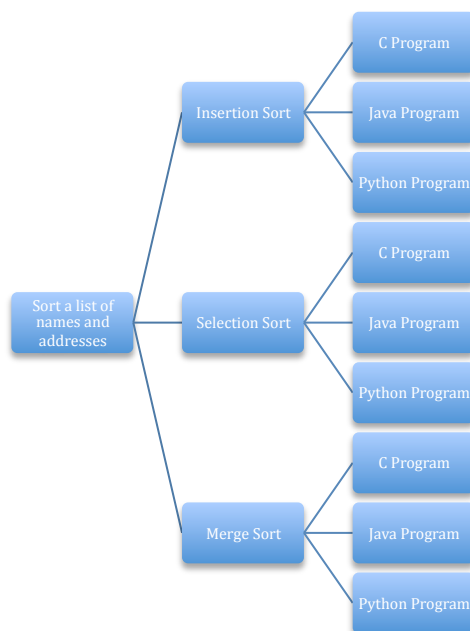 Sort a list of
names and
addresses
Insertion Sort
C Program
Java Program
Python Program
Selection Sort
C Program
Java Program
Python Program
Merge Sort
C Program
Java Program
Python Program